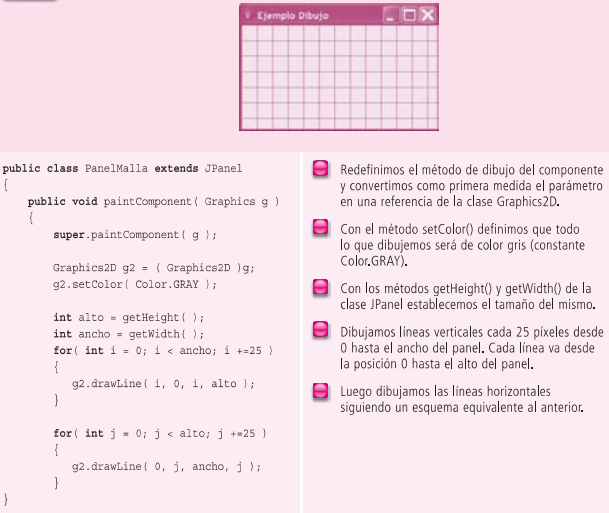 Ejemplo Dibujo
public class PanelMalla extends JPanel
{
public void paintComponent( Graphics g )
{
super.paintComponent( g );
Graphics2D g2 = ( Graphics2D )g;
g2.setColor( Color.GRAY );
int alto = getHeight( );
int ancho = getWidth( );
for( int i = 0; i < ancho; i +=25 )
{
g2.drawLine( i, 0, i, alto );
}
for( int j = 0; j < alto; j +=25 )
{
g2.drawLine( 0, j, ancho, j );
}
}
Redefinimos el método de dibujo del componente
y convertimos como primera medida el parámetro
en una referencia de la clase Graphics2D.
Con el método setColor() definimos que todo
lo que dibujemos será de color gris (constante
Color.GRAY).
Con los métodos getHeight() y getWidth() de la
clase JPanel establecemos el tamaño del mismo.
Dibujamos líneas verticales cada 25 píxeles desde
0 hasta el ancho del panel. Cada línea va desde
la posición 0 hasta el alto del panel.
Luego dibujamos las líneas horizontales
siguiendo un esquema equivalente al anterior.